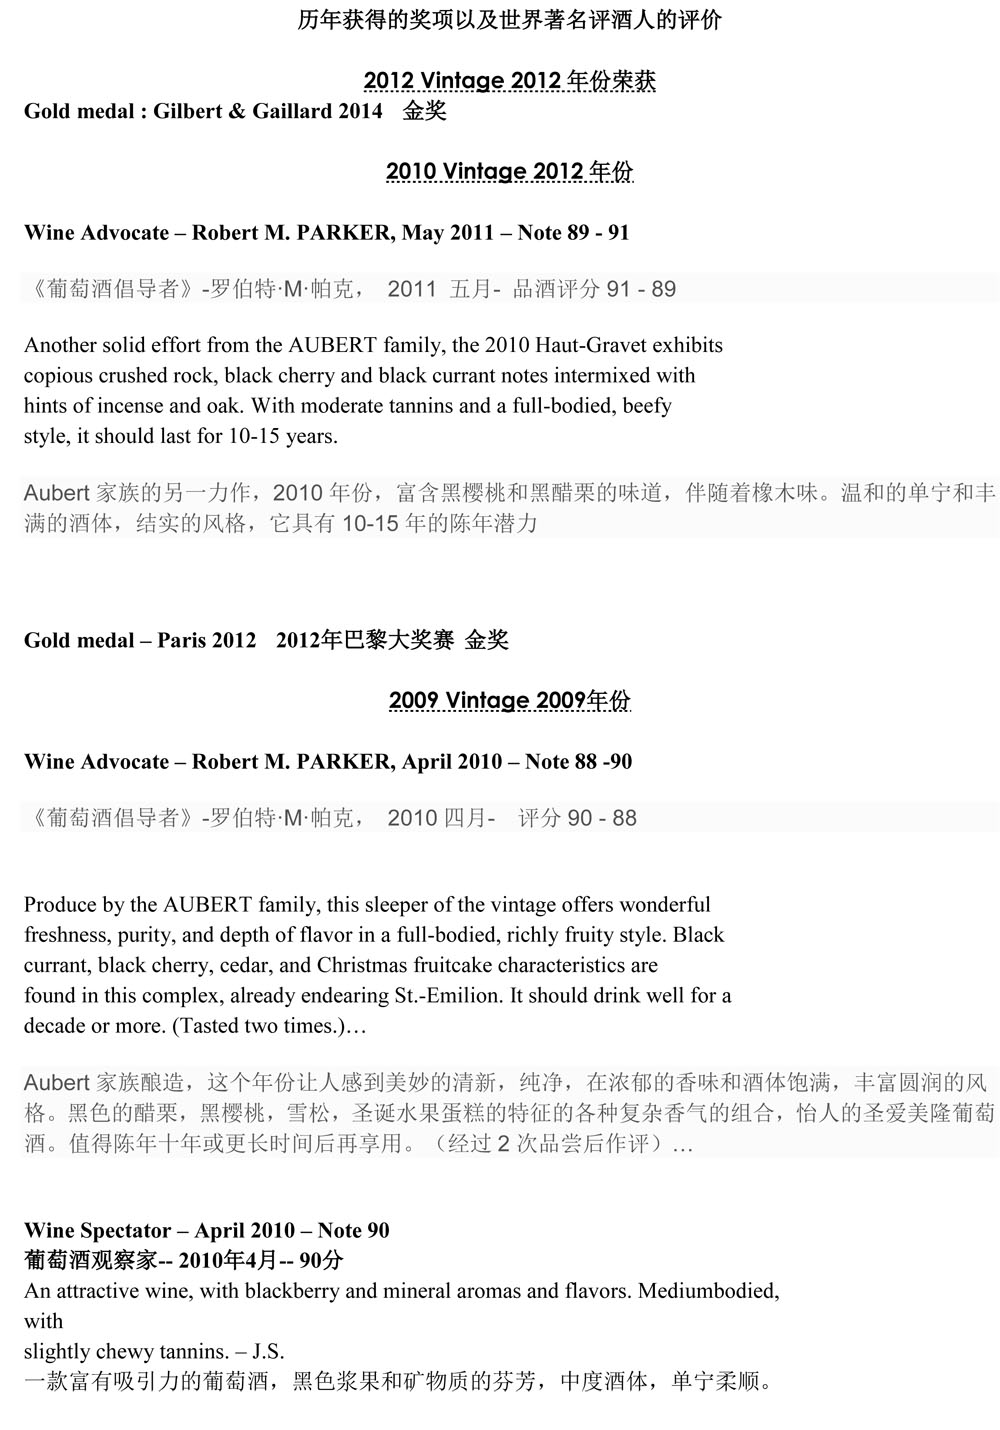 历年获得的奖项以及世界著名评酒人的评价
2012 Vintage 2012 年份荣获
Gold medal : Gilbert & Gaillard 2014 金奖
2010 Vintage 2012 年份
Wine Advocate – Robert M. PARKER, May 2011 – Note 89 - 91
《葡萄酒倡导者》-罗伯特·M·帕克， 2011 五月- 品酒评分 91 - 89
Another solid effort from the AUBERT family, the 2010 Haut-Gravet exhibits
copious crushed rock, black cherry and black currant notes intermixed with
hints of incense and oak. With moderate tannins and a full-bodied, beefy
style, it should last for 10-15 years.
Aubert 家族的另一力作，2010 年份，富含黑樱桃和黑醋栗的味道，伴随着橡木味。温和的单宁和丰
满的酒体，结实的风格，它具有 10-15 年的陈年潜力
Gold medal – Paris 2012 2012年巴黎大奖赛 金奖
2009 Vintage 2009年份
Wine Advocate – Robert M. PARKER, April 2010 – Note 88 -90
《葡萄酒倡导者》-罗伯特·M·帕克， 2010 四月- 评分 90 - 88
Produce by the AUBERT family, this sleeper of the vintage offers wonderful
freshness, purity, and depth of flavor in a full-bodied, richly fruity style. Black
currant, black cherry, cedar, and Christmas fruitcake characteristics are
found in this complex, already endearing St.-Emilion. It should drink well for a
decade or more. (Tasted two times.)…
Aubert 家族酿造，这个年份让人感到美妙的清新，纯净，在浓郁的香味和酒体饱满，丰富圆润的风
格。黑色的醋栗，黑樱桃，雪松，圣诞水果蛋糕的特征的各种复杂香气的组合，怡人的圣爱美隆葡萄
酒。值得陈年十年或更长时间后再享用。（经过 2 次品尝后作评）…
Wine Spectator – April 2010 – Note 90
葡萄酒观察家-- 2010年4月-- 90分
An attractive wine, with blackberry and mineral aromas and flavors. Mediumbodied,
with
slightly chewy tannins. – J.S.
一款富有吸引力的葡萄酒，黑色浆果和矿物质的芬芳，中度酒体，单宁柔顺。